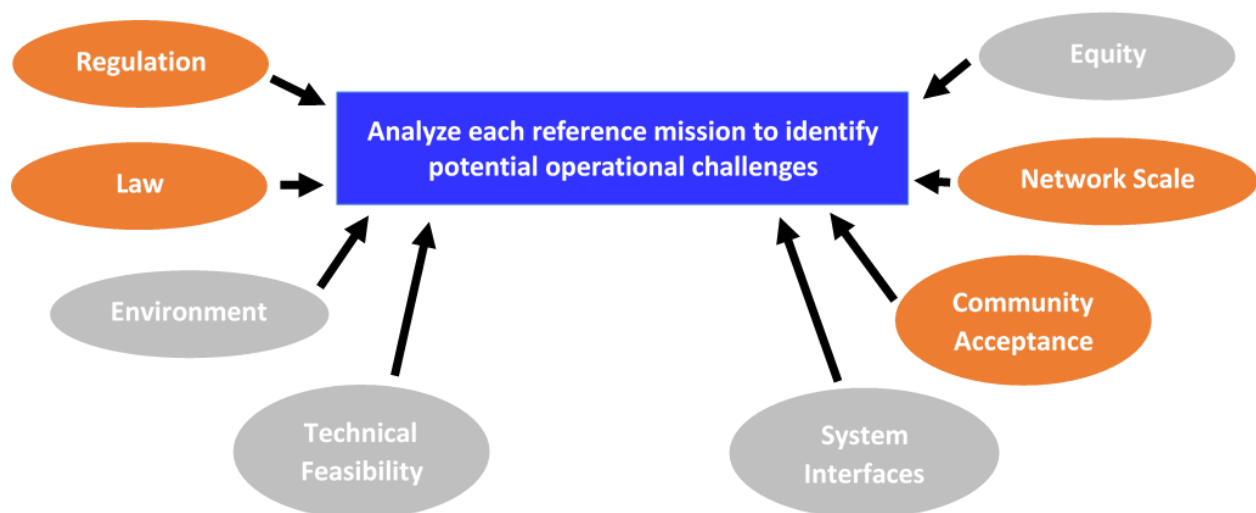 Regulation
Equity
Analyze each reference mission to identify
potential operational challenges
Law
Network Scale
Environment
Community
Acceptance
Technical
Feasibility
System
Interfaces